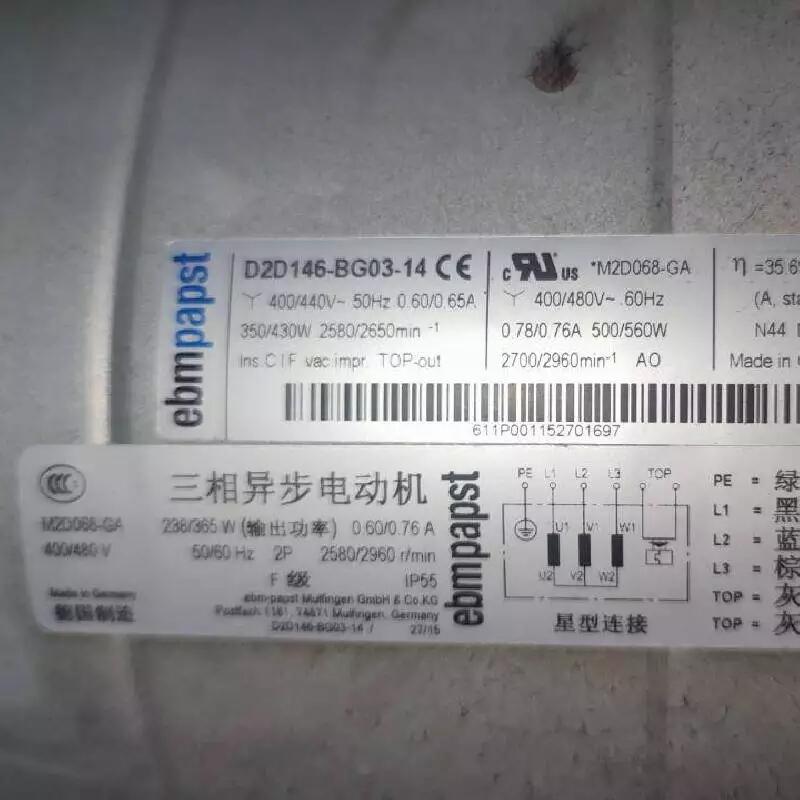 ebmpapst
D2D146-BG03-14 CE
Y 400/440V~ 50Hz 0.60/0.65A
350/430W 2580/2650min -1
Ins.Cl F vac.impr. TOP-out
c RU US *M2D068-GA
Y 400/480V~ 60Hz
0.78/0.76A 500/560W
2700/2960min-1 AO
η =35.6
(A, sta
N44
Made in
611P001152701697
CCC
三相异步电动机
M2D068-GA 238/365 W (输出功率) 0.60/0.76 A
400/480 V 50/60 Hz 2P 2580/2960 r/min
F 级 IP55
Made in Germany
德国制造
ebm-papst Mulfingen GmbH & Co.KG
Postfach 1161, 74671 Mulfingen, Germany
D2D146-BG03-14 /
ebmpapst
PE L1 L2 L3 TOP
U1 V1 W1
U2 V2 W2
星型连接
PE = 绿
L1 = 黑
L2 = 蓝
L3 = 棕
TOP = 灰
TOP = 灰